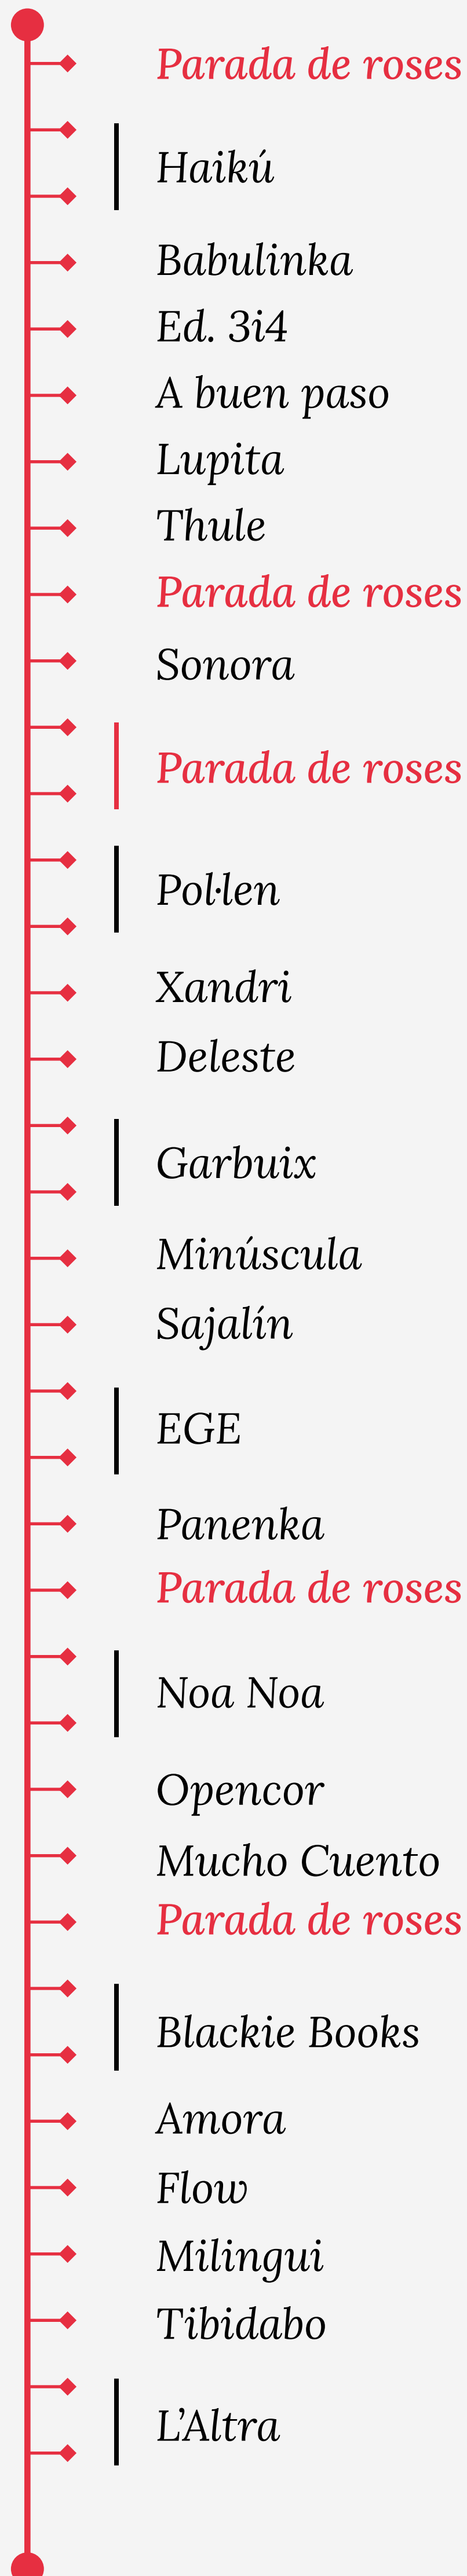 Parada de roses
Haikú
Babulinka
Ed. 3i4
A buen paso
Lupita
Thule
Parada de roses
Sonora
Parada de roses
Pol·len
Xandri
Deleste
Garbuix
Minúscula
Sajalín
EGE
Panenka
Parada de roses
Noa Noa
Opencor
Mucho Cuento
Parada de roses
Blackie Books
Amora
Flow
Milingui
Tibidabo
L’Altra